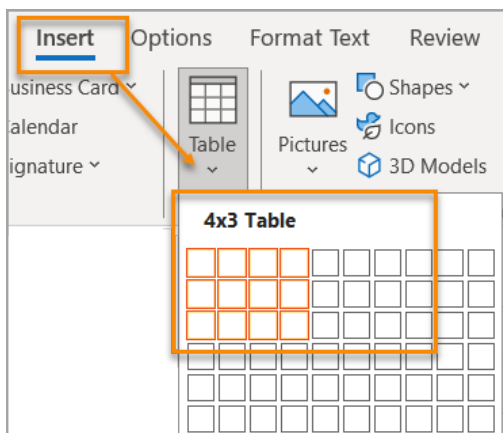 Insert Options Format Text Review
usiness Card
alendar
ignature
Table
Pictures
Shapes
Icons
3D Models
4x3 Table